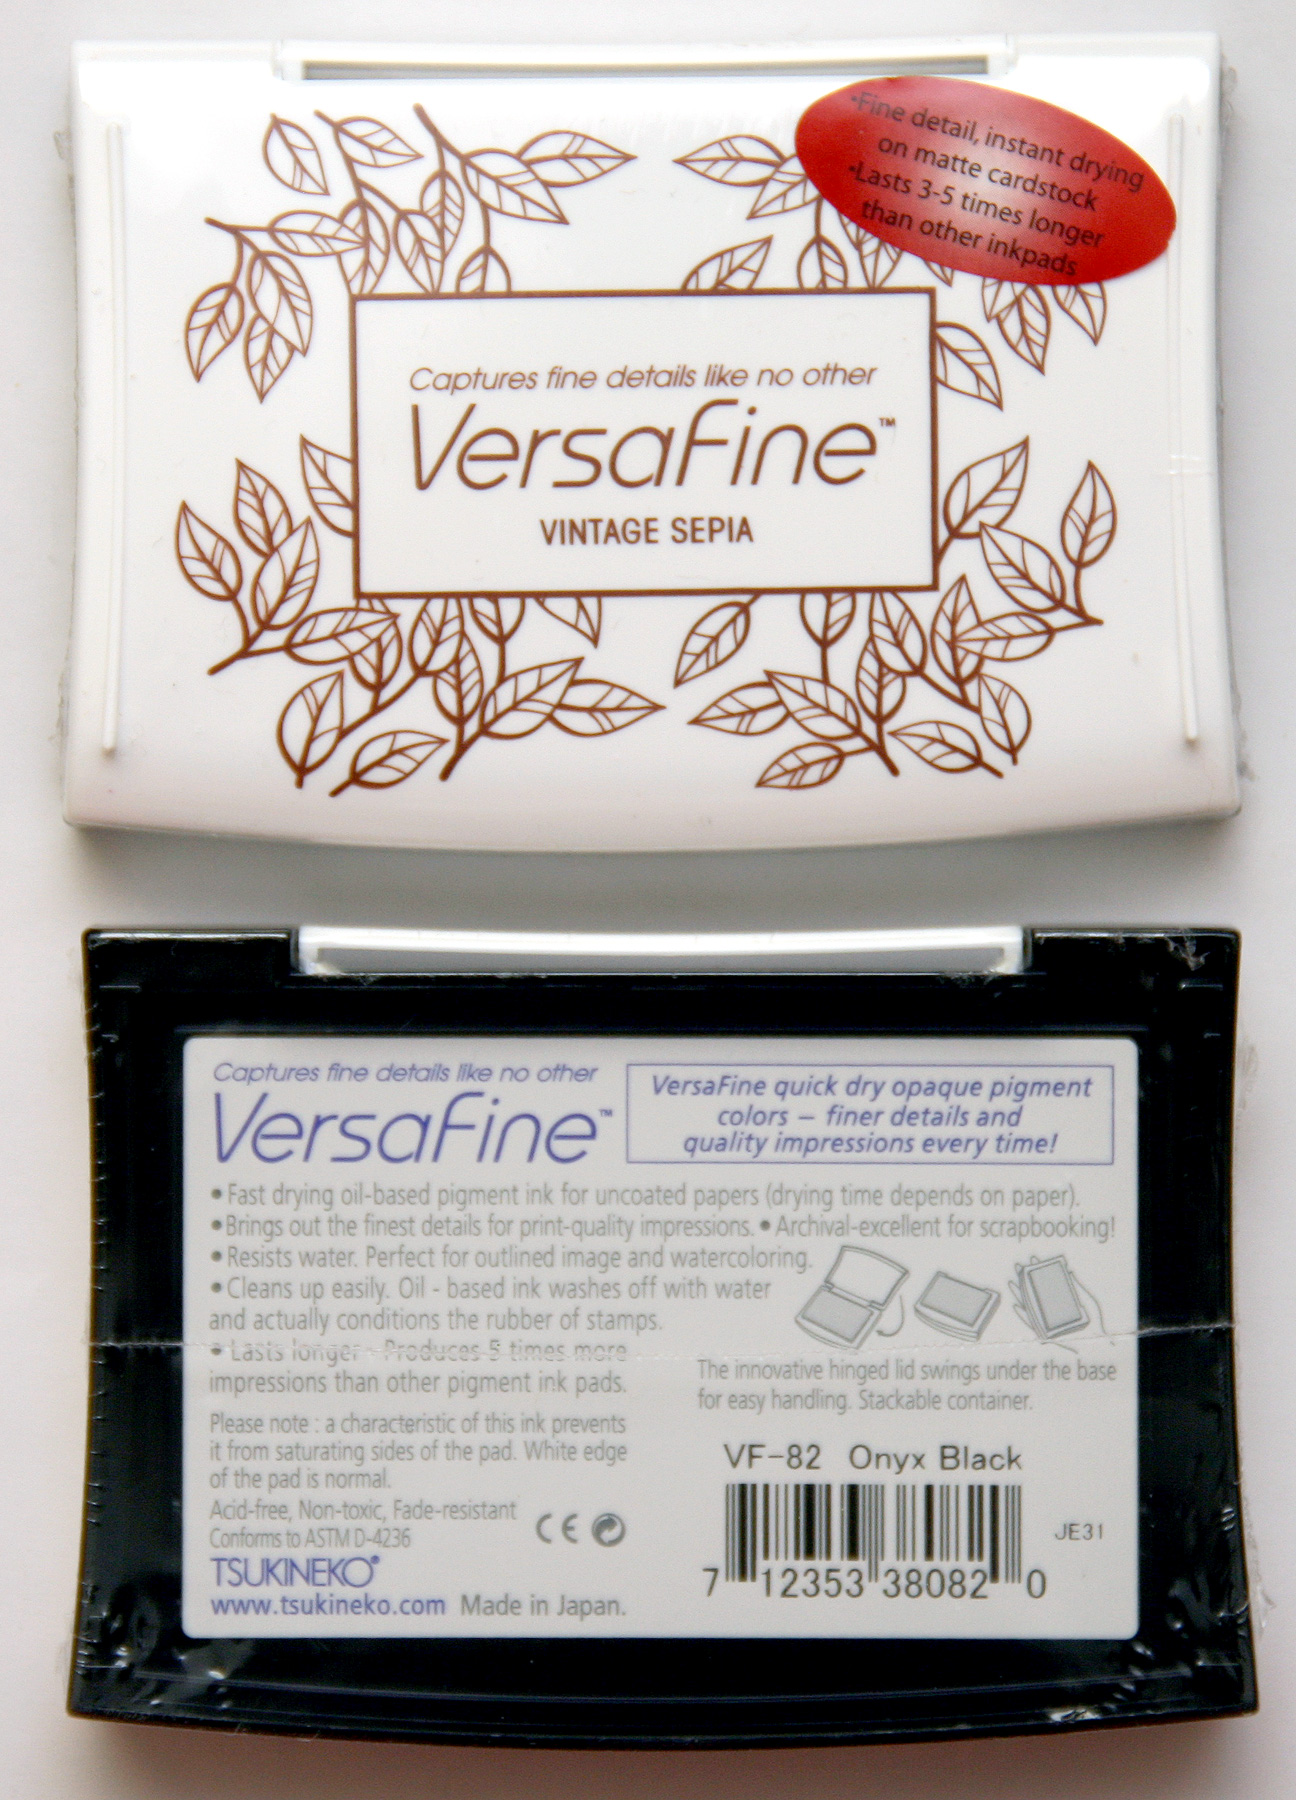 •Fine detail, instant drying
on matte cardstock
•Lasts 3-5 times longer
than other inkpads
Captures fine details like no other
VersaFine™
VINTAGE SEPIA
Captures fine details like no other
VersaFine™
VersaFine quick dry opaque pigment
colors – finer details and
quality impressions every time!
• Fast drying oil-based pigment ink for uncoated papers (drying time depends on paper).
• Brings out the finest details for print-quality impressions. • Archival-excellent for scrapbooking!
• Resists water. Perfect for outlined image and watercoloring.
• Cleans up easily. Oil - based ink washes off with water
and actually conditions the rubber of stamps.
• Lasts longer - Produces 5 times more
impressions than other pigment ink pads.
The innovative hinged lid swings under the base
for easy handling. Stackable container.
Please note : a characteristic of this ink prevents
it from saturating sides of the pad. White edge
of the pad is normal.
Acid-free, Non-toxic, Fade-resistant
Conforms to ASTM D-4236
CE
TSUKINEKO®
www.tsukineko.com Made in Japan.
VF-82 Onyx Black
JE31
7 12353 38082 0